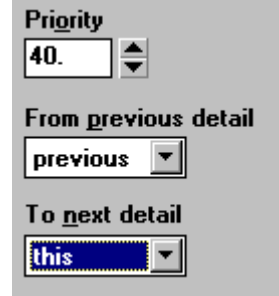 Priority
40.
From previous detail
previous
To next detail
this